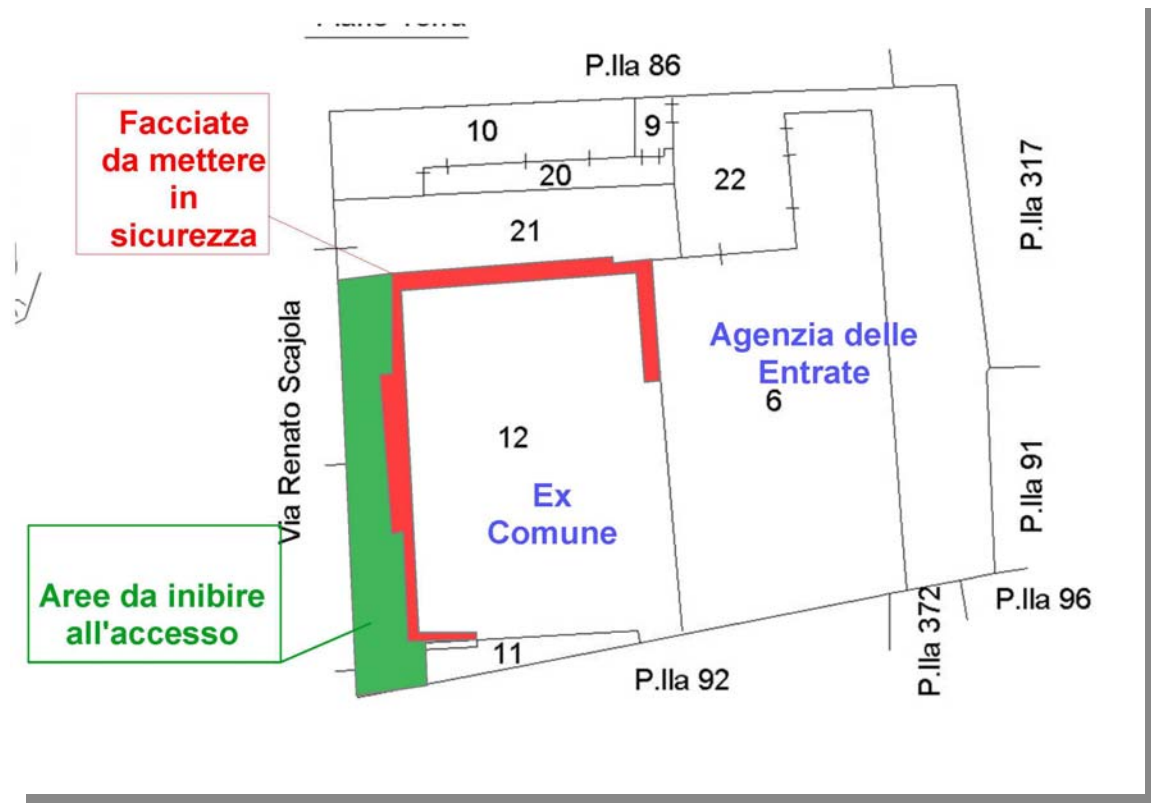 P.lla 86
Facciate
da mettere
in
sicurezza
10
9
20
22
21
P.lla 317
Via Renato Scajola
Agenzia delle
Entrate
6
12
Ex
Comune
P.lla 91
Aree da inibire
all'accesso
11
P.lla 92
P.lla 372
P.lla 96